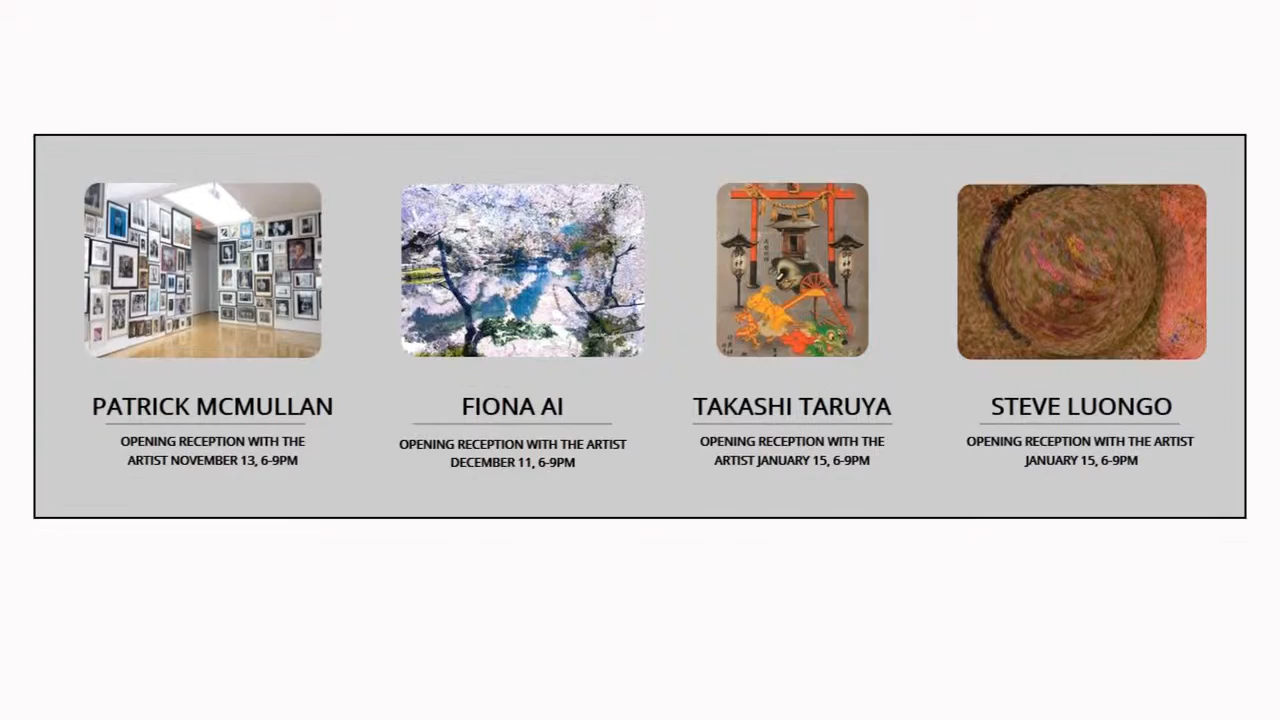 PATRICK MCMULLAN
OPENING RECEPTION WITH THE
ARTIST NOVEMBER 13, 6-9PM
FIONA AI
OPENING RECEPTION WITH THE ARTIST
DECEMBER 11, 6-9PM
TAKASHI TARUYA
OPENING RECEPTION WITH THE
ARTIST JANUARY 15, 6-9PM
STEVE LUONGO
OPENING RECEPTION WITH THE ARTIST
JANUARY 15, 6-9PM